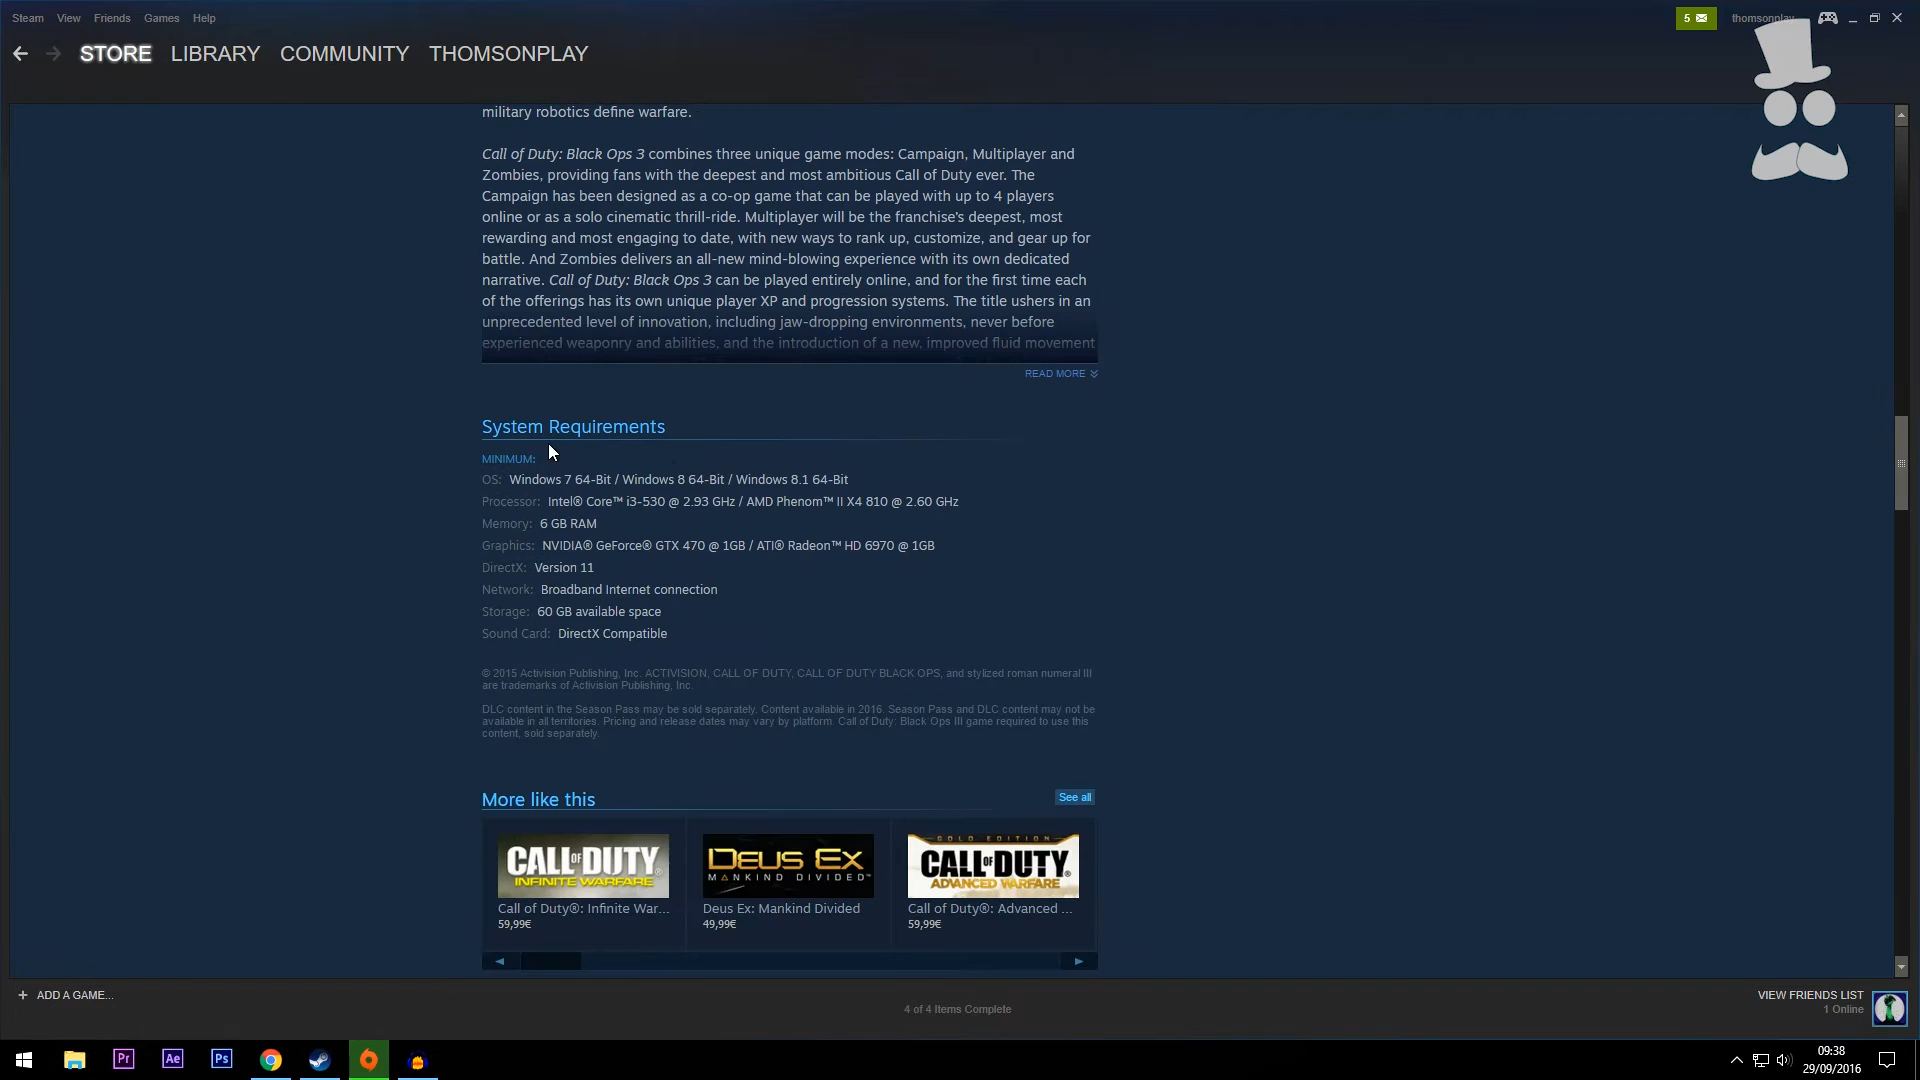 Steam View Friends Games Help
5
thomsonplay
STORE LIBRARY COMMUNITY THOMSONPLAY
military robotics define warfare.
Call of Duty: Black Ops 3 combines three unique game modes: Campaign, Multiplayer and
Zombies, providing fans with the deepest and most ambitious Call of Duty ever. The
Campaign has been designed as a co-op game that can be played with up to 4 players
online or as a solo cinematic thrill-ride. Multiplayer will be the franchise's deepest, most
rewarding and most engaging to date, with new ways to rank up, customize, and gear up for
battle. And Zombies delivers an all-new mind-blowing experience with its own dedicated
narrative. Call of Duty: Black Ops 3 can be played entirely online, and for the first time each
of the offerings has its own unique player XP and progression systems. The title ushers in an
unprecedented level of innovation, including jaw-dropping environments, never before
experienced weaponry and abilities, and the introduction of a new, improved fluid movement
READ MORE
System Requirements
MINIMUM:
OS: Windows 7 64-Bit / Windows 8 64-Bit / Windows 8.1 64-Bit
Processor: Intel® Core™ i3-530 @ 2.93 GHz / AMD Phenom™ II X4 810 @ 2.60 GHz
Memory: 6 GB RAM
Graphics: NVIDIA® GeForce® GTX 470 @ 1GB / ATI® Radeon™ HD 6970 @ 1GB
DirectX: Version 11
Network: Broadband Internet connection
Storage: 60 GB available space
Sound Card: DirectX Compatible
© 2015 Activision Publishing, Inc. ACTIVISION, CALL OF DUTY, CALL OF DUTY BLACK OPS, and stylized roman numeral III
are trademarks of Activision Publishing, Inc.
DLC content in the Season Pass may be sold separately. Content available in 2016. Season Pass and DLC content may not be
available in all territories. Pricing and release dates may vary by platform. Call of Duty: Black Ops III game required to use this
content, sold separately.
More like this
See all
CALL OF DUTY®
INFINITE WARFARE
DEUS EX
MANKIND DIVIDED™
GOLD EDITION
CALL OF DUTY®
ADVANCED WARFARE
Call of Duty®: Infinite War... Deus Ex: Mankind Divided Call of Duty®: Advanced ...
59,99€ 49,99€ 59,99€
+ ADD A GAME...
4 of 4 Items Complete
VIEW FRIENDS LIST
1 Online
Pr Ae Ps
09:38
29/09/2016